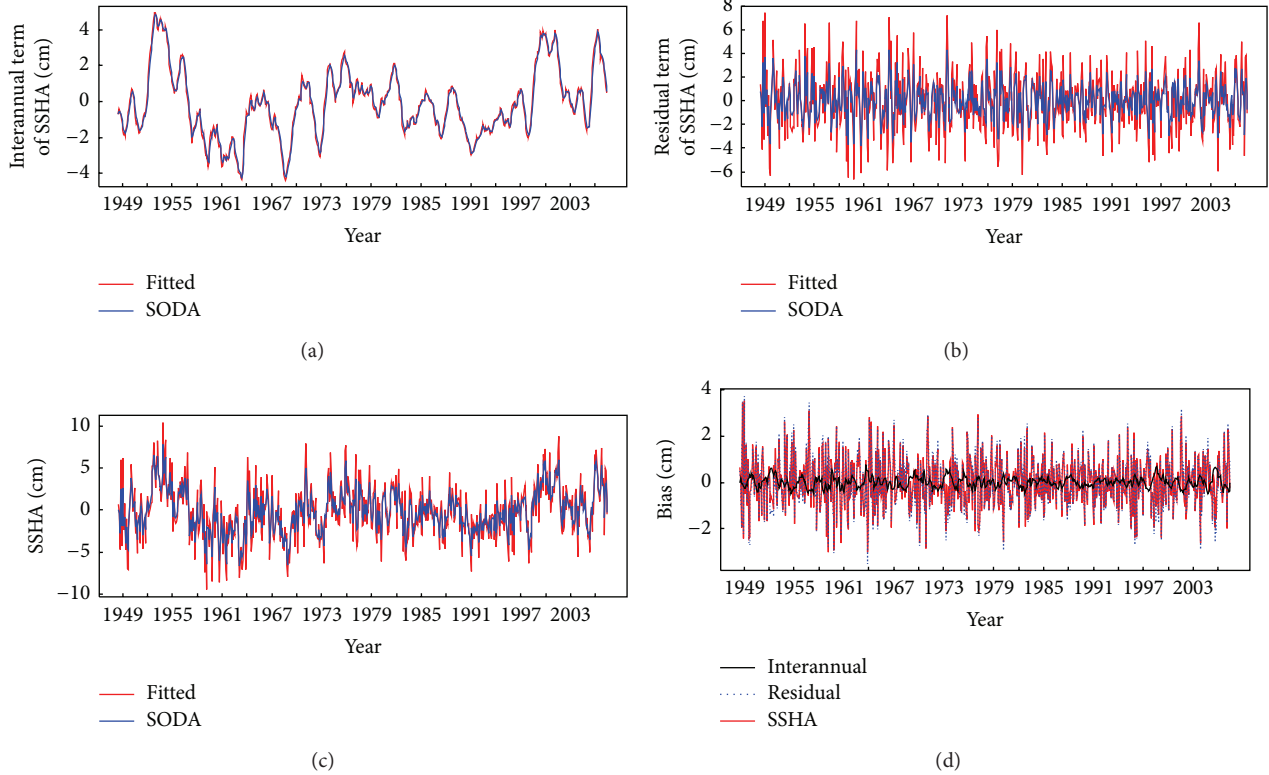 Interannual term
of SSHA (cm)
4
2
0
−2
−4
1949 1955 1961 1967 1973 1979 1985 1991 1997 2003
Year
Fitted
SODA
(a)
Residual term
of SSHA (cm)
8
6
4
2
0
−2
−4
−6
1949 1955 1961 1967 1973 1979 1985 1991 1997 2003
Year
Fitted
SODA
(b)
SSHA (cm)
10
5
0
−5
−10
1949 1955 1961 1967 1973 1979 1985 1991 1997 2003
Year
Fitted
SODA
(c)
Bias (cm)
4
2
0
−2
1949 1955 1961 1967 1973 1979 1985 1991 1997 2003
Year
Interannual
Residual
SSHA
(d)